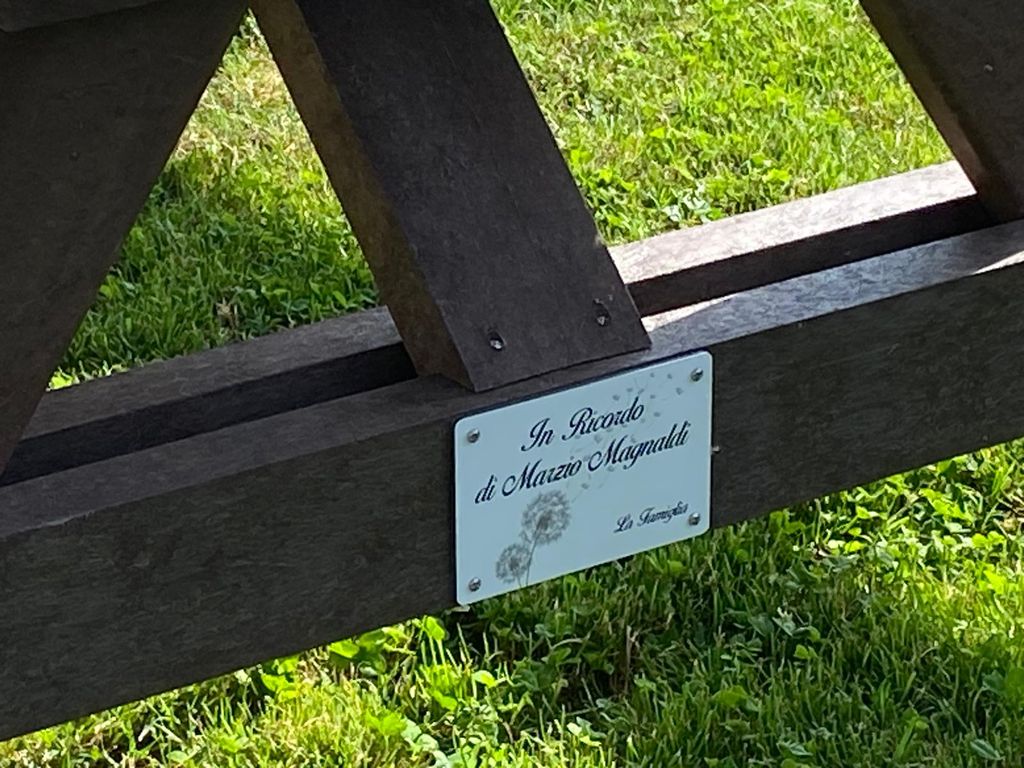 In Ricordo
di Marzio Magnaldi
La Famiglia